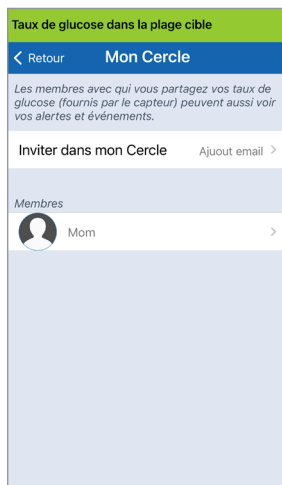 Taux de glucose dans la plage cible
Retour Mon Cercle
Les membres avec qui vous partagez vos taux de
glucose (fournis par le capteur) peuvent aussi voir
vos alertes et événements.
Inviter dans mon Cercle Ajuout email
Membres
Mom